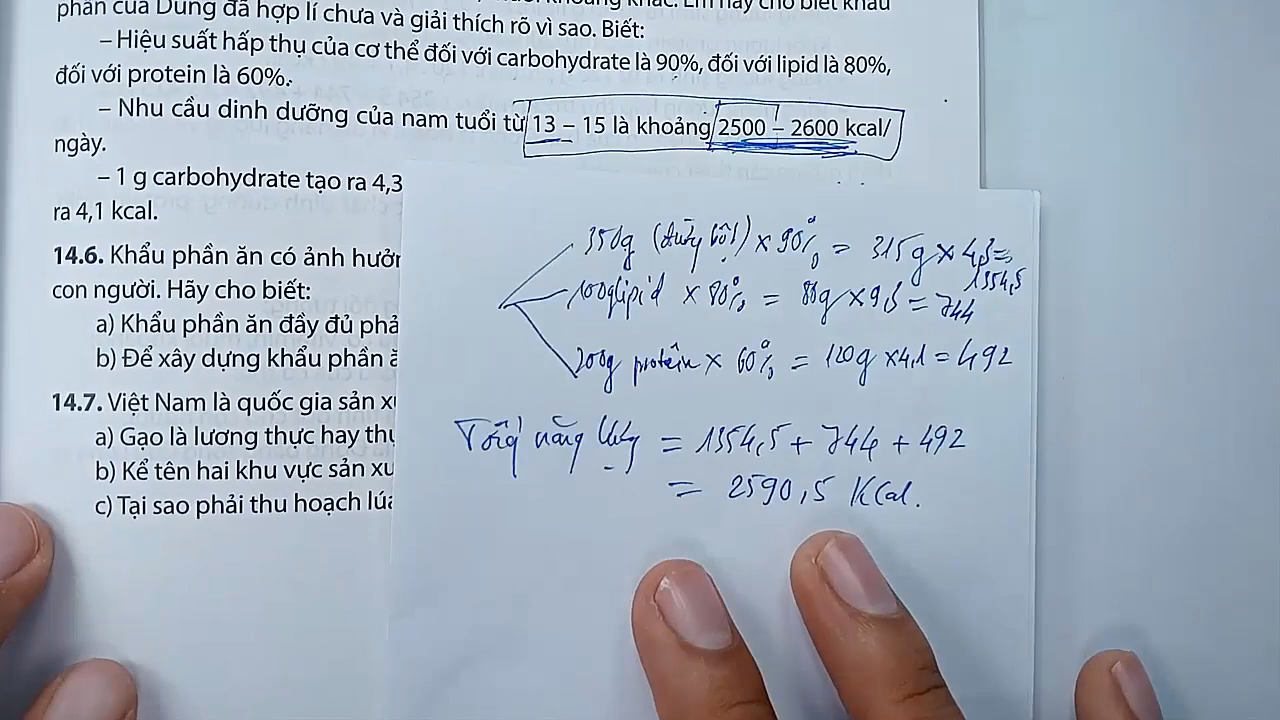 phần của Dũng đã hợp lí chưa và giải thích rõ vì sao. Biết:
– Hiệu suất hấp thụ của cơ thể đối với carbohydrate là 90%, đối với lipid là 80%,
đối với protein là 60%.
– Nhu cầu dinh dưỡng của nam tuổi từ 13 – 15 là khoảng 2500 – 2600 kcal/
ngày.
– 1 g carbohydrate tạo ra 4,3
ra 4,1 kcal.
14.6. Khẩu phần ăn có ảnh hưởn
con người. Hãy cho biết:
a) Khẩu phần ăn đầy đủ phả
b) Để xây dựng khẩu phần ă
14.7. Việt Nam là quốc gia sản xu
a) Gạo là lương thực hay thự
b) Kể tên hai khu vực sản xu
c) Tại sao phải thu hoạch lúa
350g (đường bột) × 90% = 315g × 4,3 =
1354,5
100g lipid × 80% = 80g × 9,3 = 744
200g protein × 60% = 120g × 4,1 = 492
Tổng năng lượng = 1354,5 + 744 + 492
= 2590,5 Kcal.